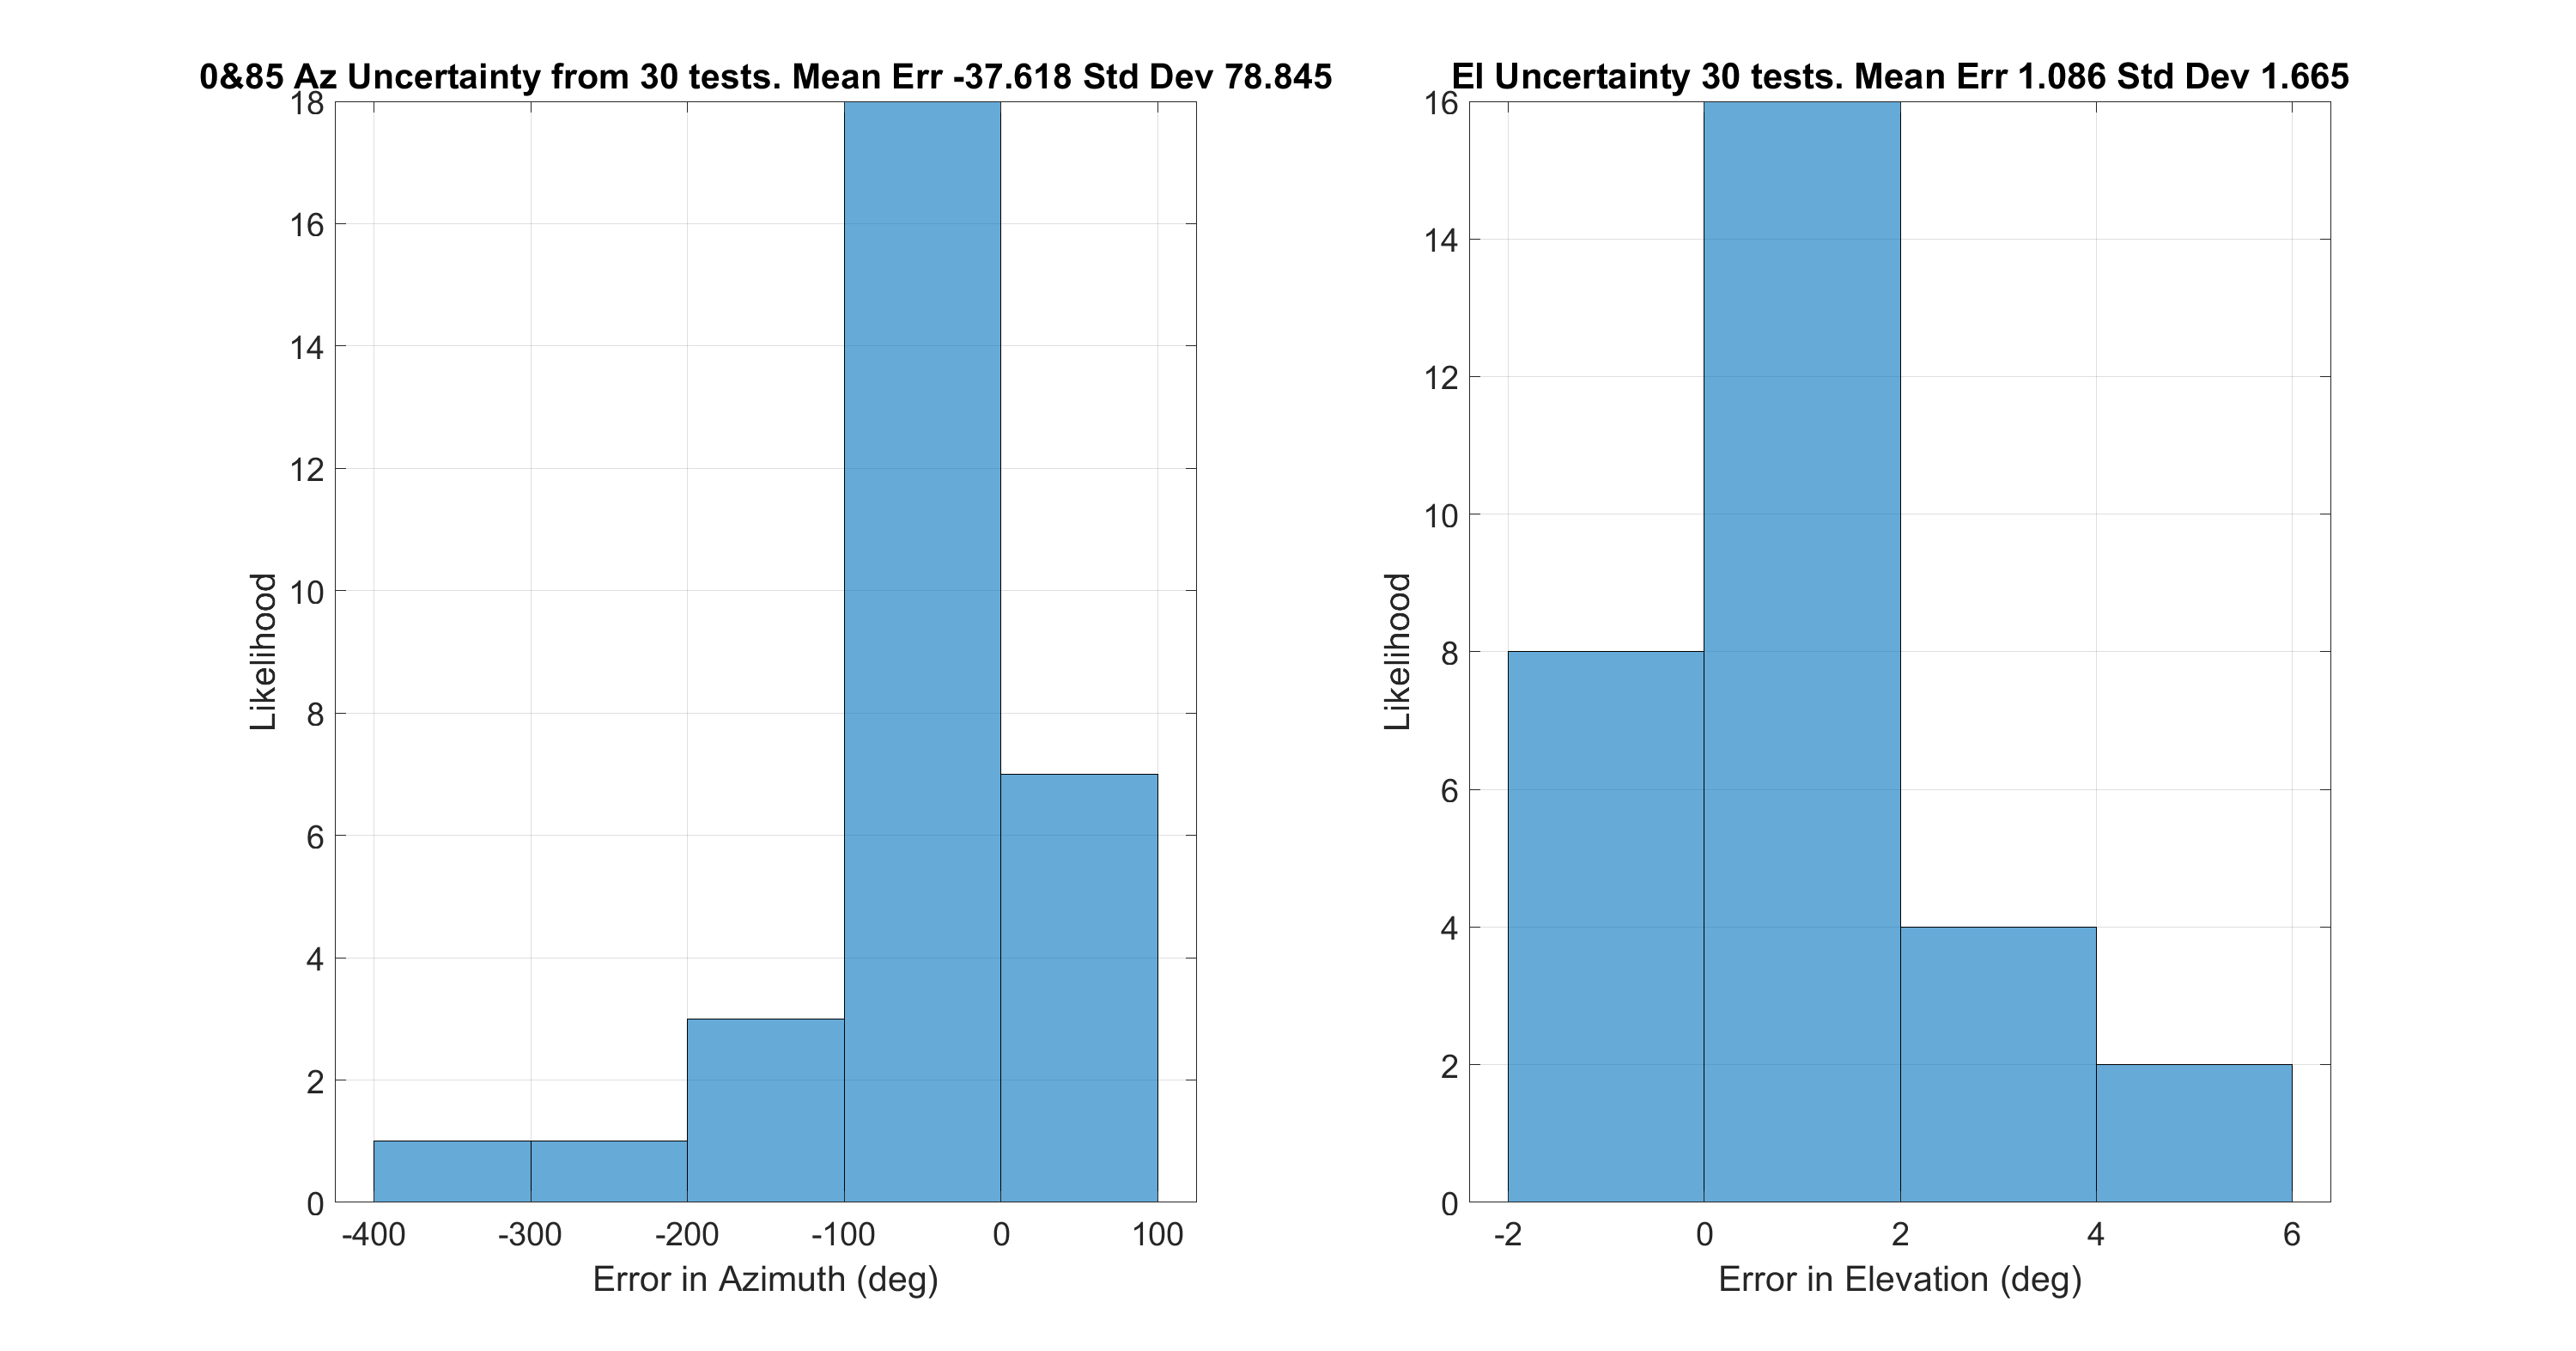 0&85 Az Uncertainty from 30 tests. Mean Err -37.618 Std Dev 78.845
18
16
14
12
10
8
6
4
2
0
Likelihood
-400 -300 -200 -100 0 100
Error in Azimuth (deg)
El Uncertainty 30 tests. Mean Err 1.086 Std Dev 1.665
16
14
12
10
8
6
4
2
0
Likelihood
-2 0 2 4 6
Error in Elevation (deg)